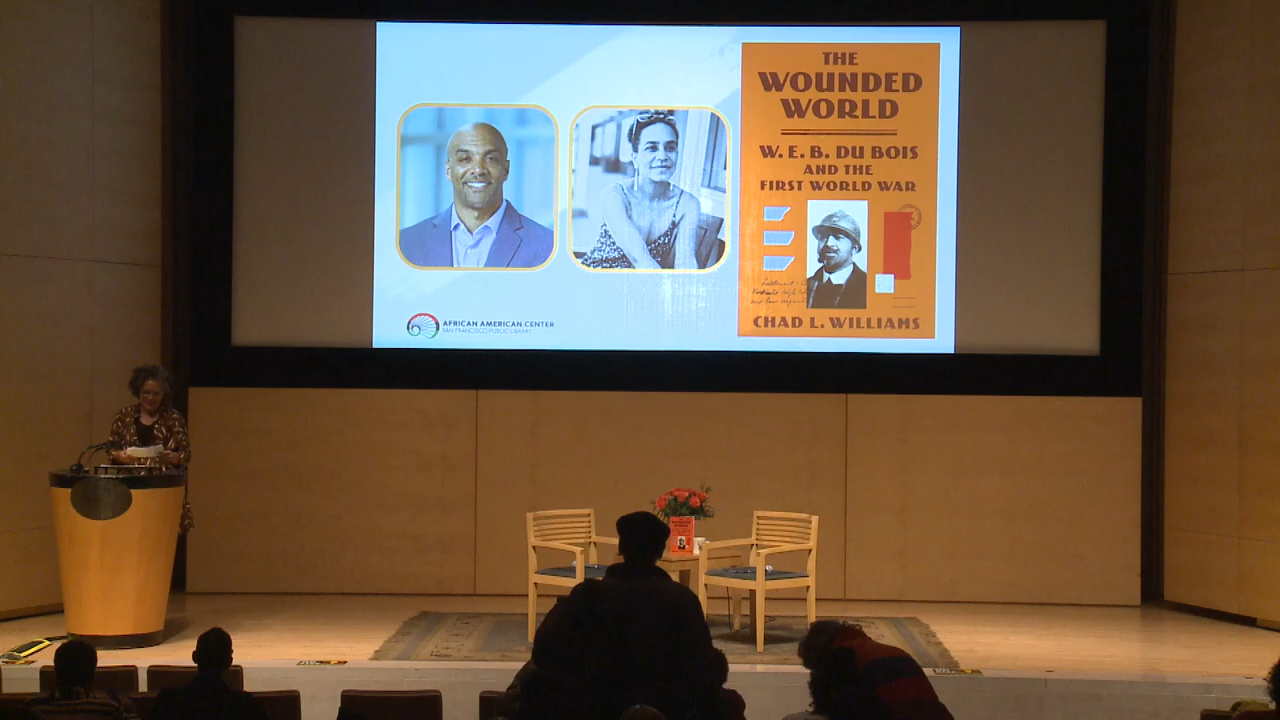 THE
WOUNDED
WORLD
W. E. B. DU BOIS
AND THE
FIRST WORLD WAR
CHAD L. WILLIAMS
AFRICAN AMERICAN CENTER
SAN FRANCISCO PUBLIC LIBRARY